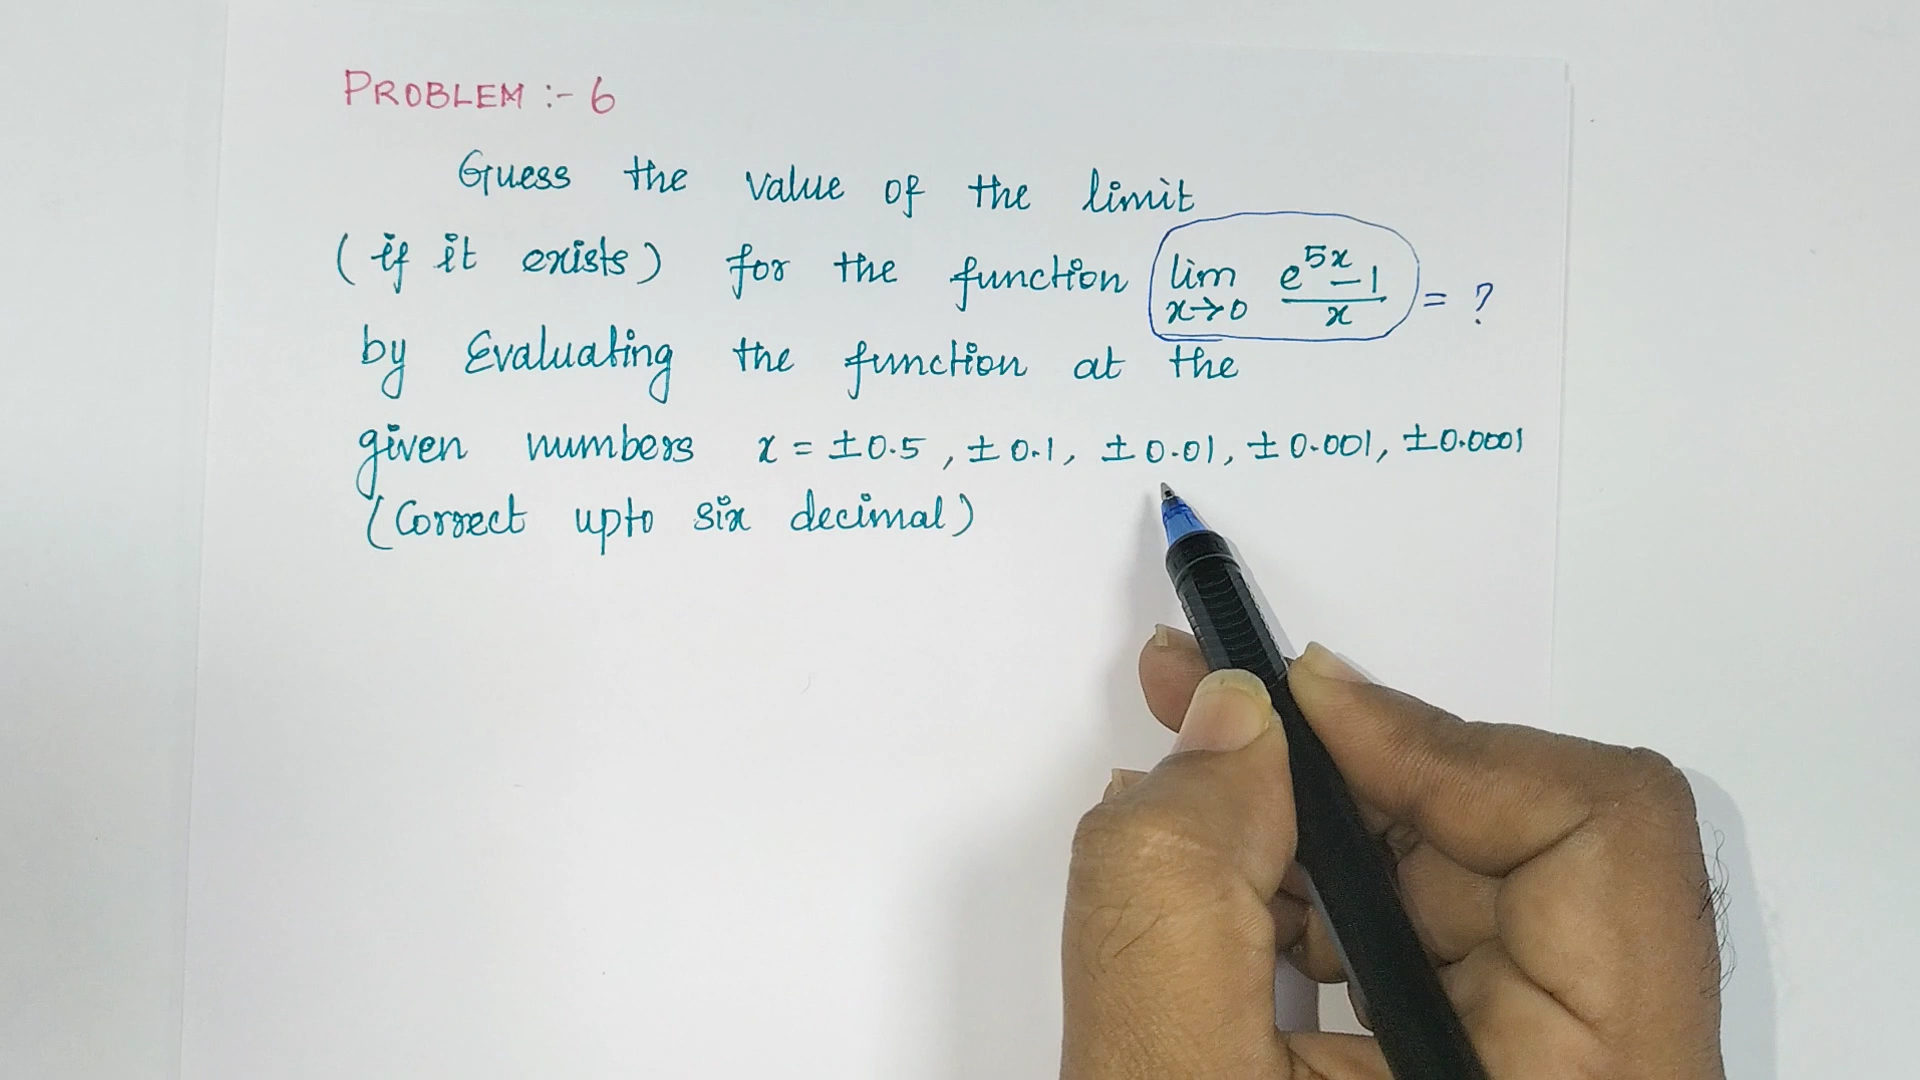 PROBLEM :- 6
Guess the value of the limit
(if it exists) for the function lim x→0 e^5x - 1 / x = ?
by Evaluating the function at the
given numbers x = ±0.5, ±0.1, ±0.01, ±0.001, ±0.0001
(Correct upto six decimal)